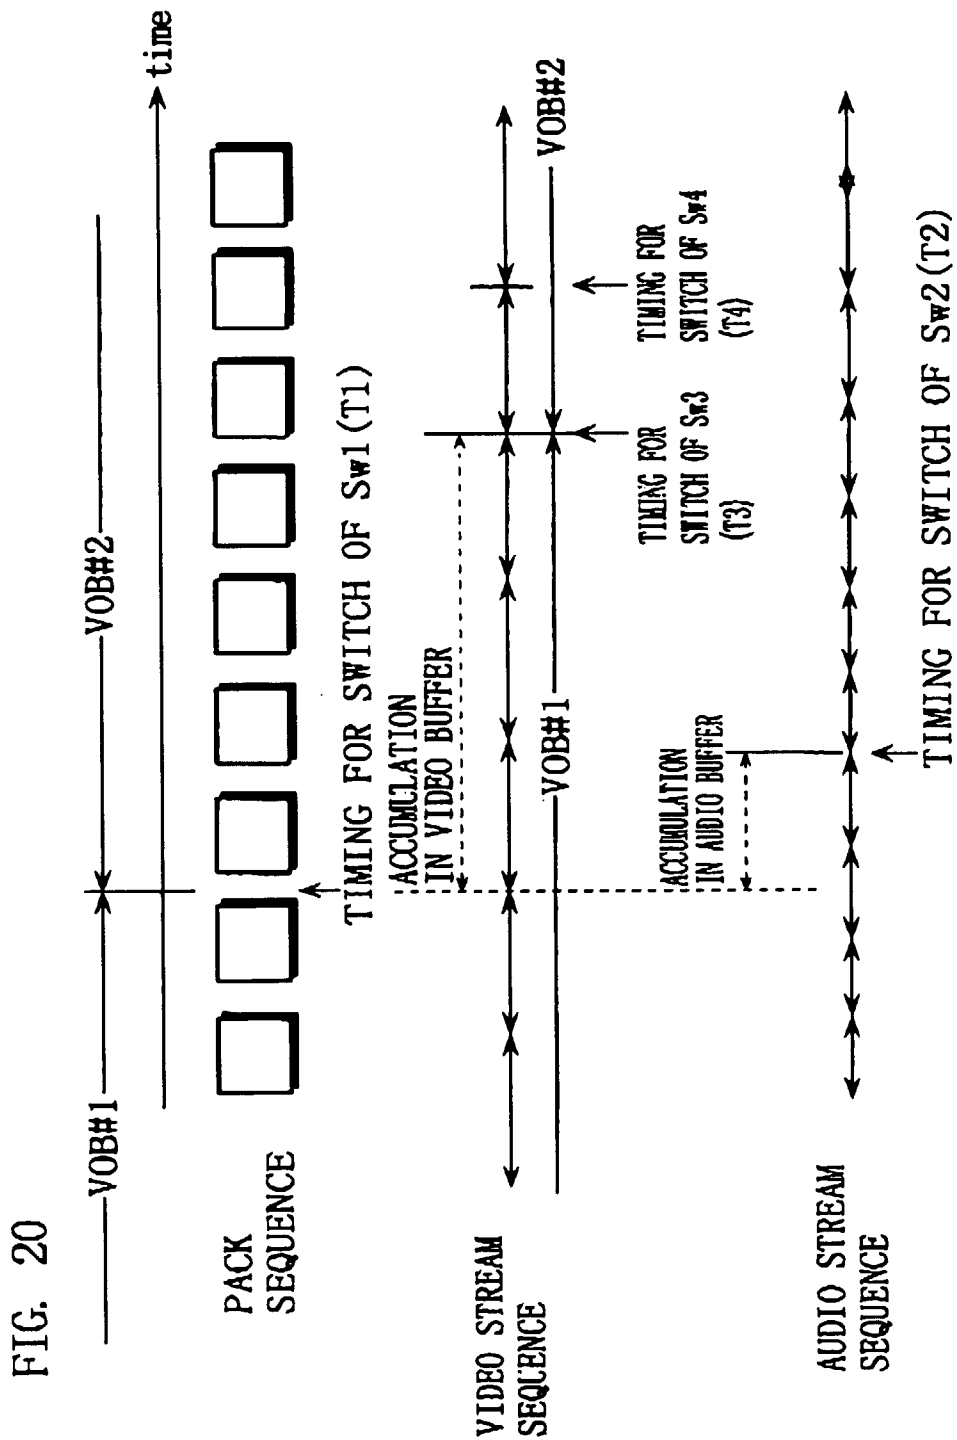 FIG. 20
VOB#1
VOB#2
time
PACK
SEQUENCE
TIMING FOR SWITCH OF Sw1(T1)
ACCUMULATION
IN VIDEO BUFFER
VIDEO STREAM
SEQUENCE
VOB#1
VOB#2
TIMING FOR
SWITCH OF Sw3
(T3)
TIMING FOR
SWITCH OF Sw4
(T4)
ACCUMULATION
IN AUDIO BUFFER
AUDIO STREAM
SEQUENCE
TIMING FOR SWITCH OF Sw2(T2)